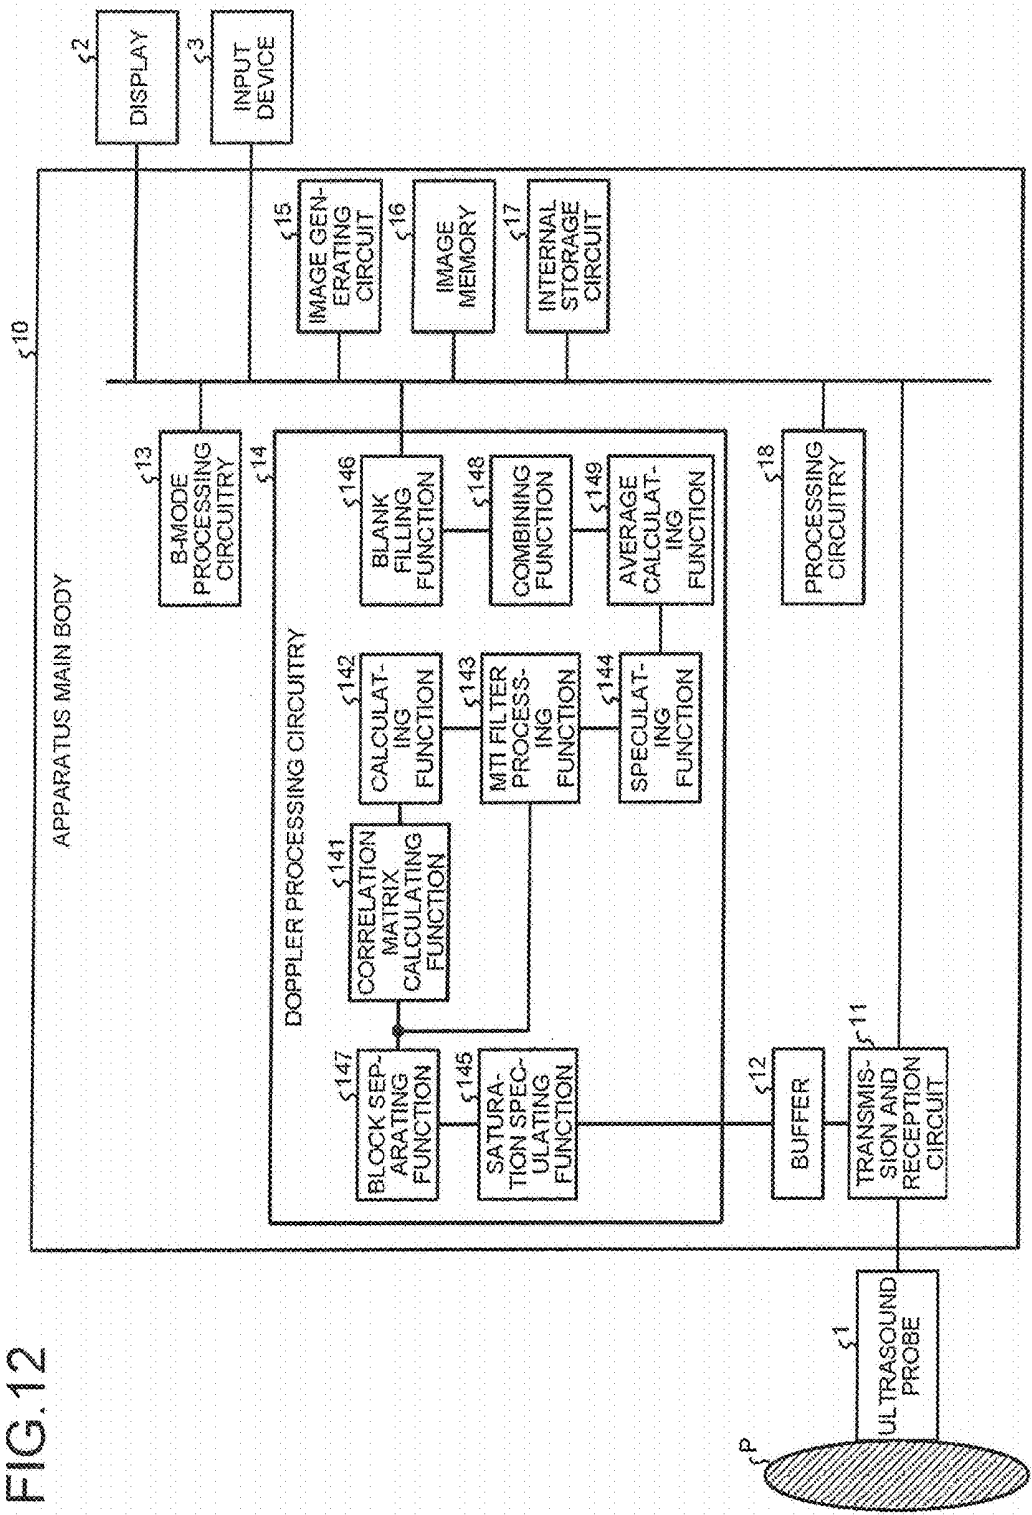 FIG.12
10
APPARATUS MAIN BODY
2
DISPLAY
3
INPUT
DEVICE
13
B-MODE
PROCESSING
CIRCUITRY
15
IMAGE GEN-
ERATING
CIRCUIT
16
IMAGE
MEMORY
17
INTERNAL
STORAGE
CIRCUIT
14
DOPPLER PROCESSING CIRCUITRY
147
BLOCK SEP-
ARATING
FUNCTION
141
CORRELATION
MATRIX
CALCULATING
FUNCTION
142
CALCULAT-
ING
FUNCTION
146
BLANK
FILLING
FUNCTION
145
SATURA-
TION SPEC-
ULATING
FUNCTION
143
MTI FILTER
PROCESS-
ING
FUNCTION
148
COMBINING
FUNCTION
144
SPECULAT-
ING
FUNCTION
149
AVERAGE
CALCULAT-
ING
FUNCTION
12
BUFFER
18
PROCESSING
CIRCUITRY
P
1
ULTRASOUND
PROBE
11
TRANSMIS-
SION AND
RECEPTION
CIRCUIT